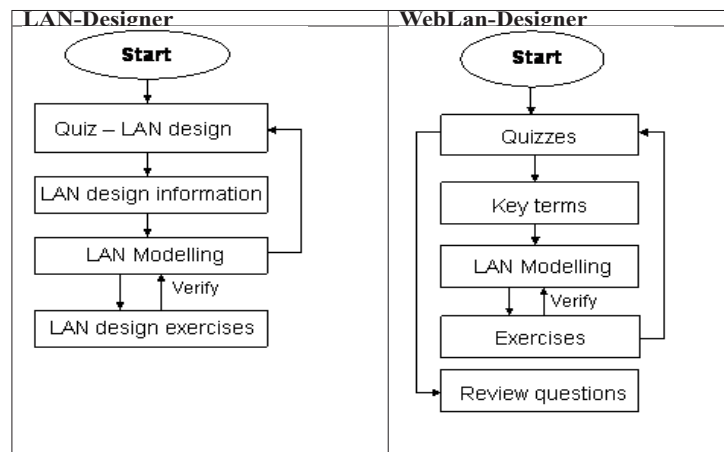 LAN-Designer
Start
Quiz – LAN design
LAN design information
LAN Modelling
Verify
LAN design exercises
WebLan-Designer
Start
Quizzes
Key terms
LAN Modelling
Verify
Exercises
Review questions